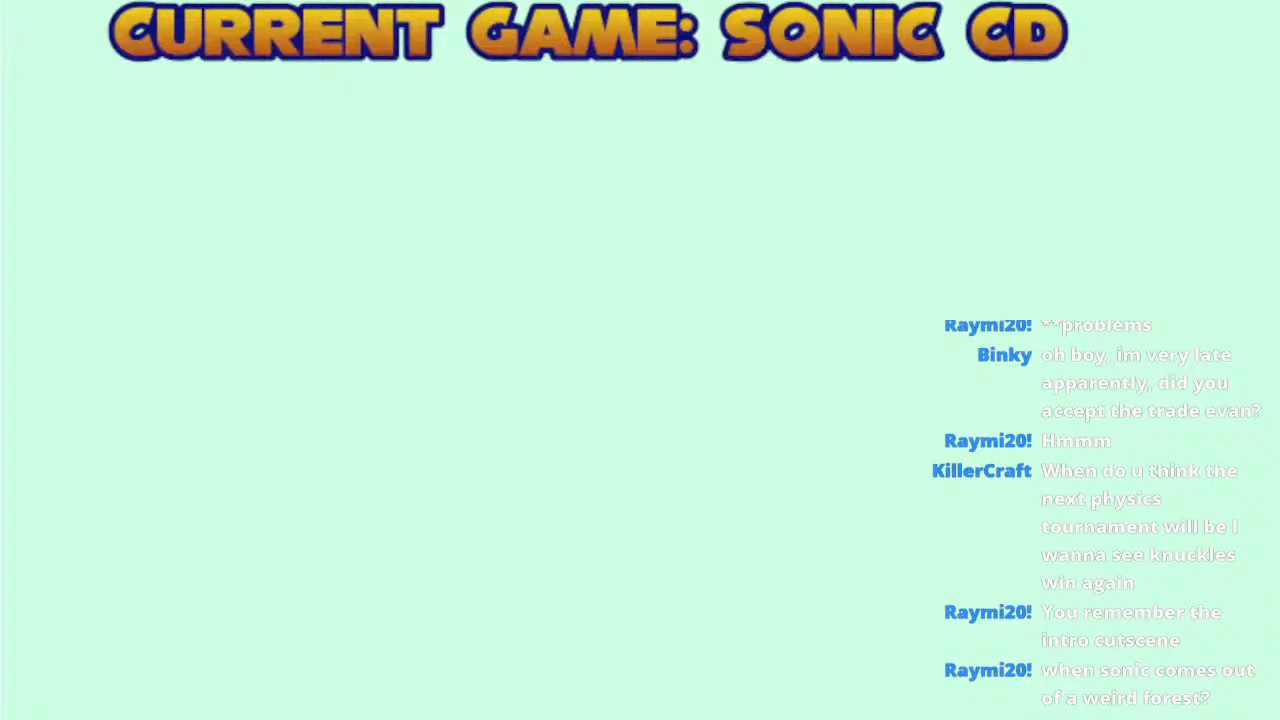 CURRENT GAME: SONIC CD
Raymi20! **problems
Binky oh boy, im very late
apparently, did you
accept the trade evan?
Raymi20! Hmmm
KillerCraft When do u think the
next physics
tournament will be I
wanna see knuckles
win again
Raymi20! You remember the
intro cutscene
Raymi20! when sonic comes out
of a weird forest?